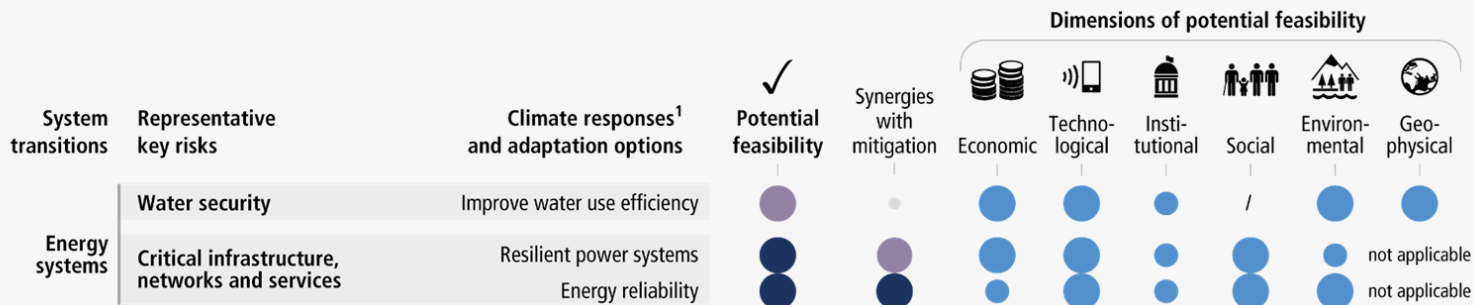 Dimensions of potential feasibility
System transitions
Representative key risks
Climate responses1 and adaptation options
Potential feasibility
Synergies with mitigation
Economic
Techno-
logical
Insti-
tutional
Social
Environ-
mental
Geo-
physical
Energy systems
Water security
Improve water use efficiency
/
Critical infrastructure,
networks and services
Resilient power systems
not applicable
Energy reliability
not applicable